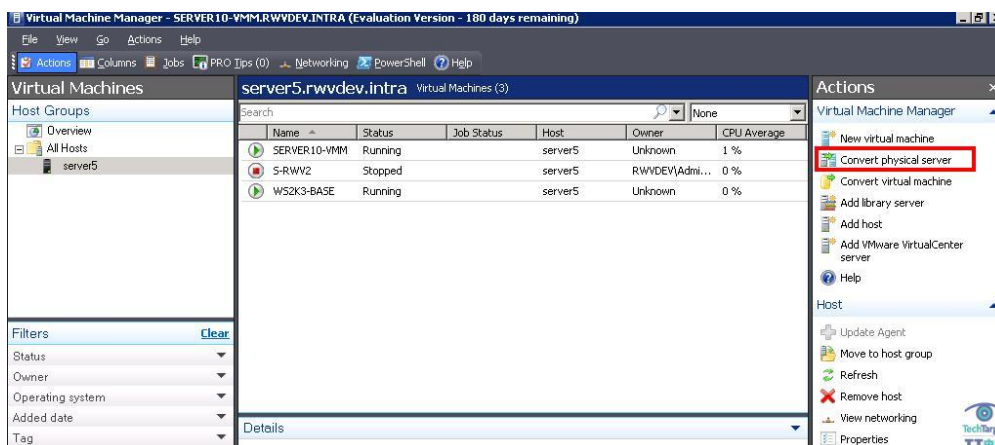 Virtual Machine Manager - SERVER10-VMM.RWVDEV.INTRA (Evaluation Version - 180 days remaining)
File View Go Actions Help
Actions Columns Jobs PRO Tips (0) Networking PowerShell Help
Virtual Machines
Host Groups
Overview
All Hosts
server5
Filters Clear
Status
Owner
Operating system
Added date
Tag
server5.rwvdev.intra Virtual Machines (3)
Search None
Name Status Job Status Host Owner CPU Average
SERVER10-VMM Running server5 Unknown 1 %
S-RWV2 Stopped server5 RWVDEV\Admi... 0 %
WS2K3-BASE Running server5 Unknown 0 %
Details
Actions
Virtual Machine Manager
New virtual machine
Convert physical server
Convert virtual machine
Add library server
Add host
Add VMware VirtualCenter
server
Help
Host
Update Agent
Move to host group
Refresh
Remove host
View networking
Properties